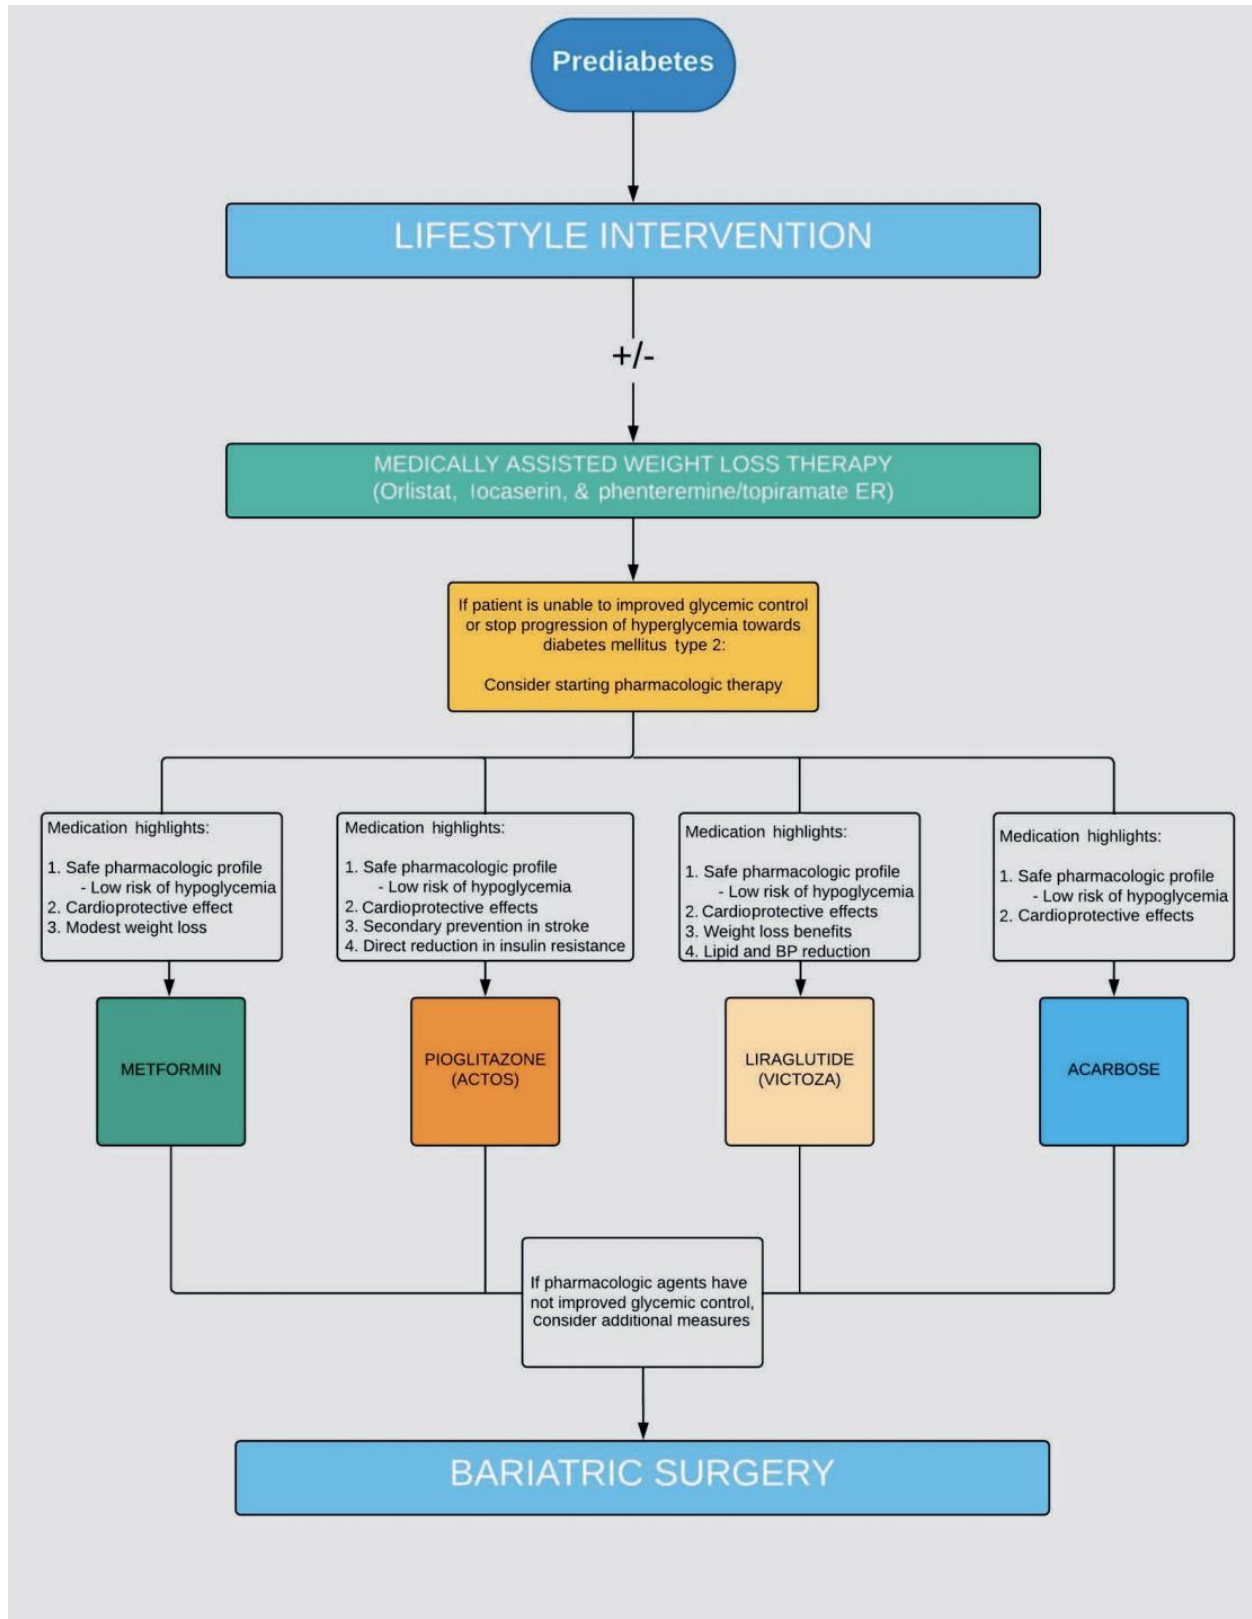 Prediabetes
LIFESTYLE INTERVENTION
+/-
MEDICALLY ASSISTED WEIGHT LOSS THERAPY
(Orlistat, locaserin, & phenteremine/topiramate ER)
If patient is unable to improved glycemic control
or stop progression of hyperglycemia towards
diabetes mellitus type 2:
Consider starting pharmacologic therapy
Medication highlights:
1. Safe pharmacologic profile
- Low risk of hypoglycemia
2. Cardioprotective effect
3. Modest weight loss
Medication highlights:
1. Safe pharmacologic profile
- Low risk of hypoglycemia
2. Cardioprotective effects
3. Secondary prevention in stroke
4. Direct reduction in insulin resistance
Medication highlights:
1. Safe pharmacologic profile
- Low risk of hypoglycemia
2. Cardioprotective effects
3. Weight loss benefits
4. Lipid and BP reduction
Medication highlights:
1. Safe pharmacologic profile
- Low risk of hypoglycemia
2. Cardioprotective effects
METFORMIN
PIOGLITAZONE
(ACTOS)
LIRAGLUTIDE
(VICTOZA)
ACARBOSE
If pharmacologic agents have
not improved glycemic control,
consider additional measures
BARIATRIC SURGERY